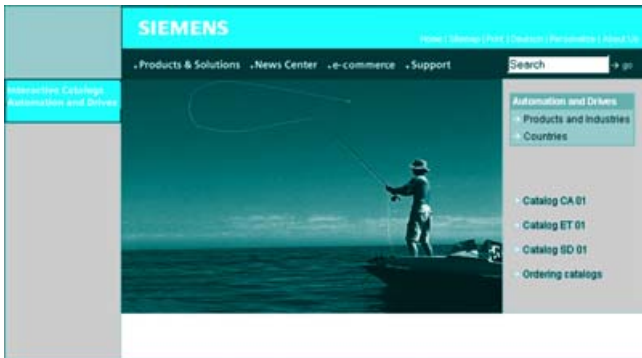 SIEMENS
Home | Sitemap | Print | Deutsch | Personalize | About Us
Products & Solutions News Center e-commerce Support
Search go
Interactive Catalogs
Automation and Drives
Automation and Drives
Products and Industries
Countries
Catalog CA 01
Catalog ET 01
Catalog SD 01
Ordering catalogs